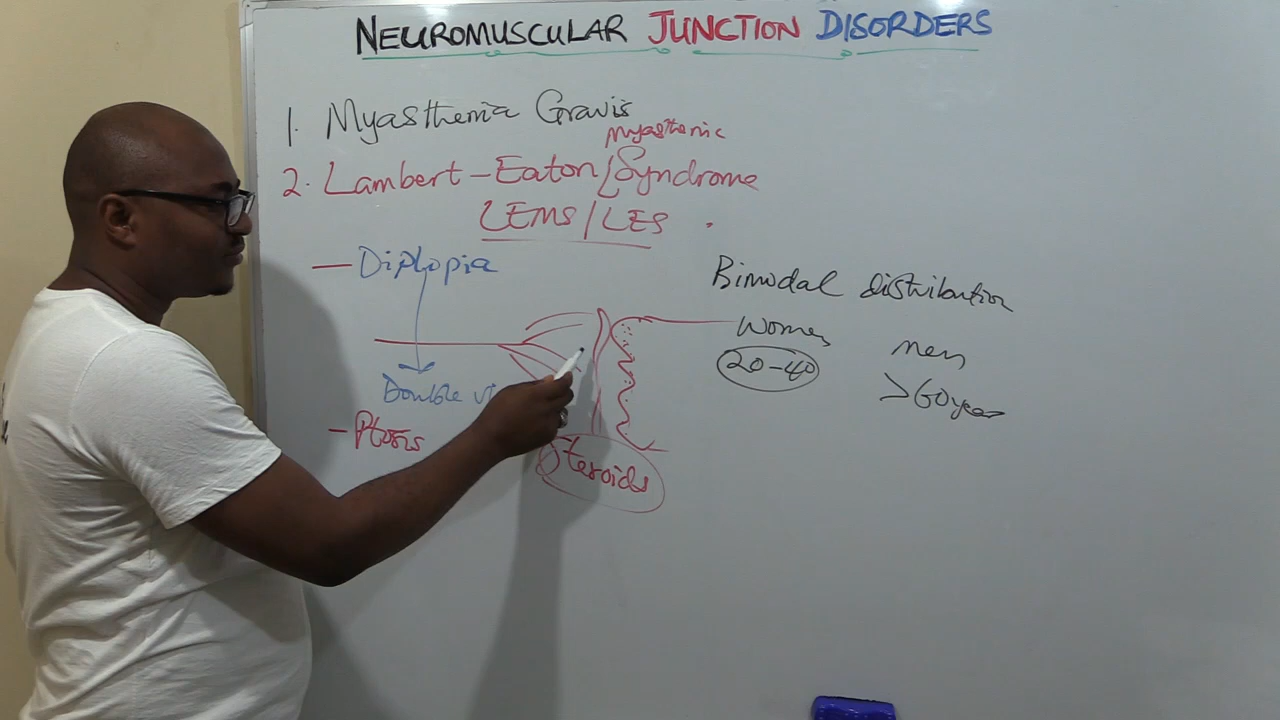 NEUROMUSCULAR JUNCTION DISORDERS
1. Myasthenia Gravis
myasthenic
2. Lambert-Eaton/Syndrome
LEMS/LES
— Diplopia
Double
— Ptosis
Steroids
Bimodal distribution
Women
20-40
Men
>60years